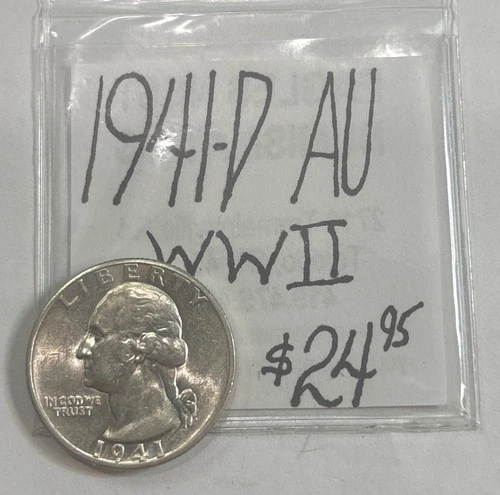 1941-D AU
WWII
$24.95
LIBERTY
IN GOD WE
TRUST
1941